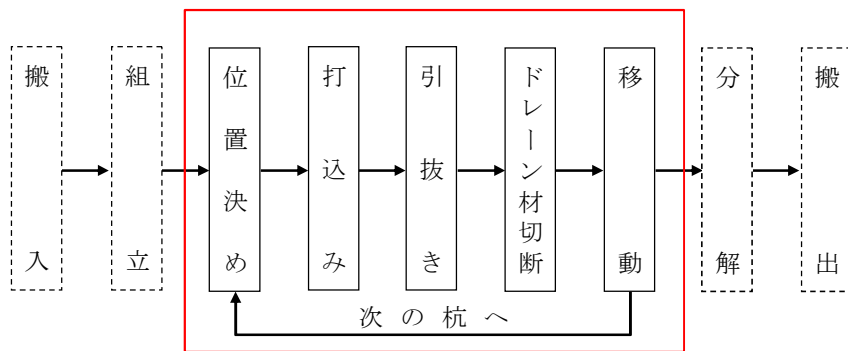 搬入
組立
位置決め
打込み
引抜き
ドレーン材切断
移動
分解
搬出
次の杭へ